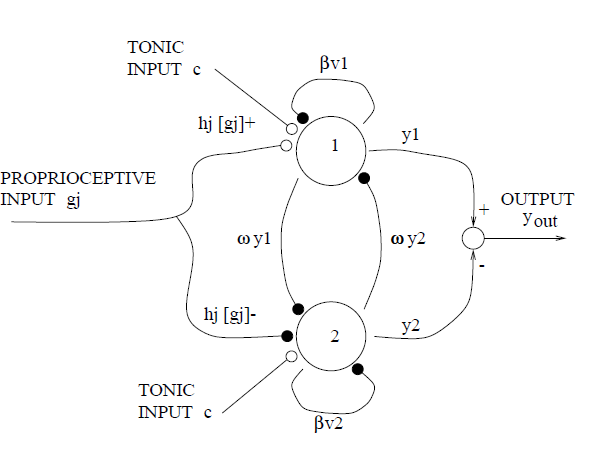 TONIC
INPUT c
βv1
hj [gj]+
1
y1
PROPRIOCEPTIVE
INPUT gj
+
OUTPUT
yout
ω y1
ω y2
-
hj [gj]-
2
y2
TONIC
INPUT c
βv2